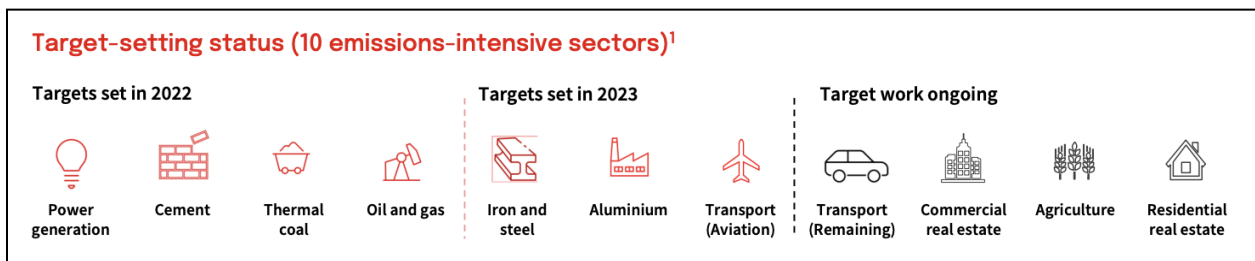 Target-setting status (10 emissions-intensive sectors)¹
Targets set in 2022
Targets set in 2023
Target work ongoing
Power
generation
Cement
Thermal
coal
Oil and gas
Iron and
steel
Aluminium
Transport
(Aviation)
Transport
(Remaining)
Commercial
real estate
Agriculture
Residential
real estate